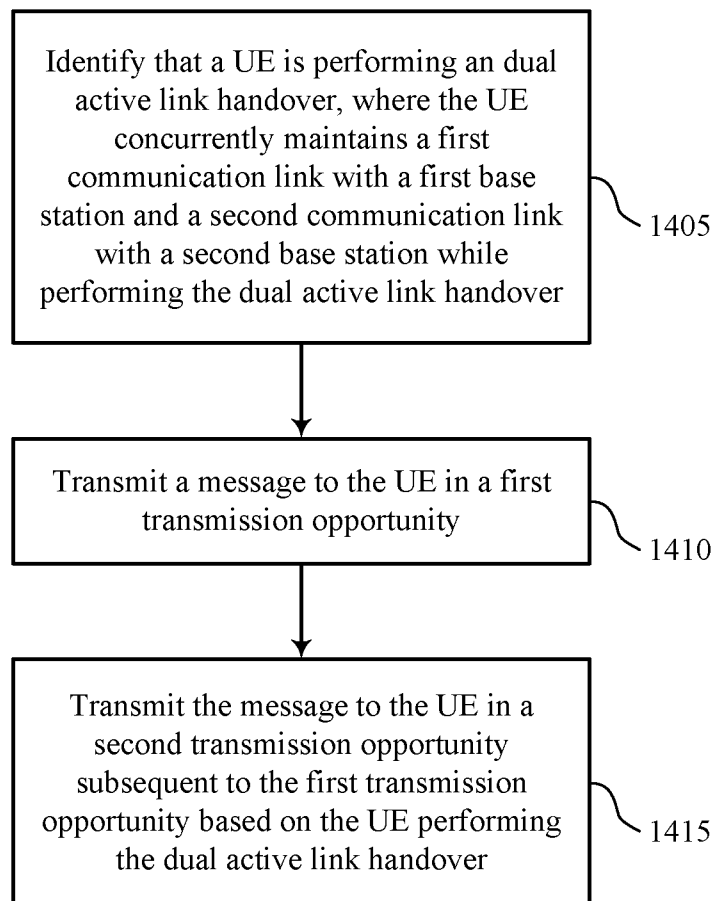 Identify that a UE is performing an dual
active link handover, where the UE
concurrently maintains a first
communication link with a first base
station and a second communication link
with a second base station while
performing the dual active link handover
1405
Transmit a message to the UE in a first
transmission opportunity
1410
Transmit the message to the UE in a
second transmission opportunity
subsequent to the first transmission
opportunity based on the UE performing
the dual active link handover
1415